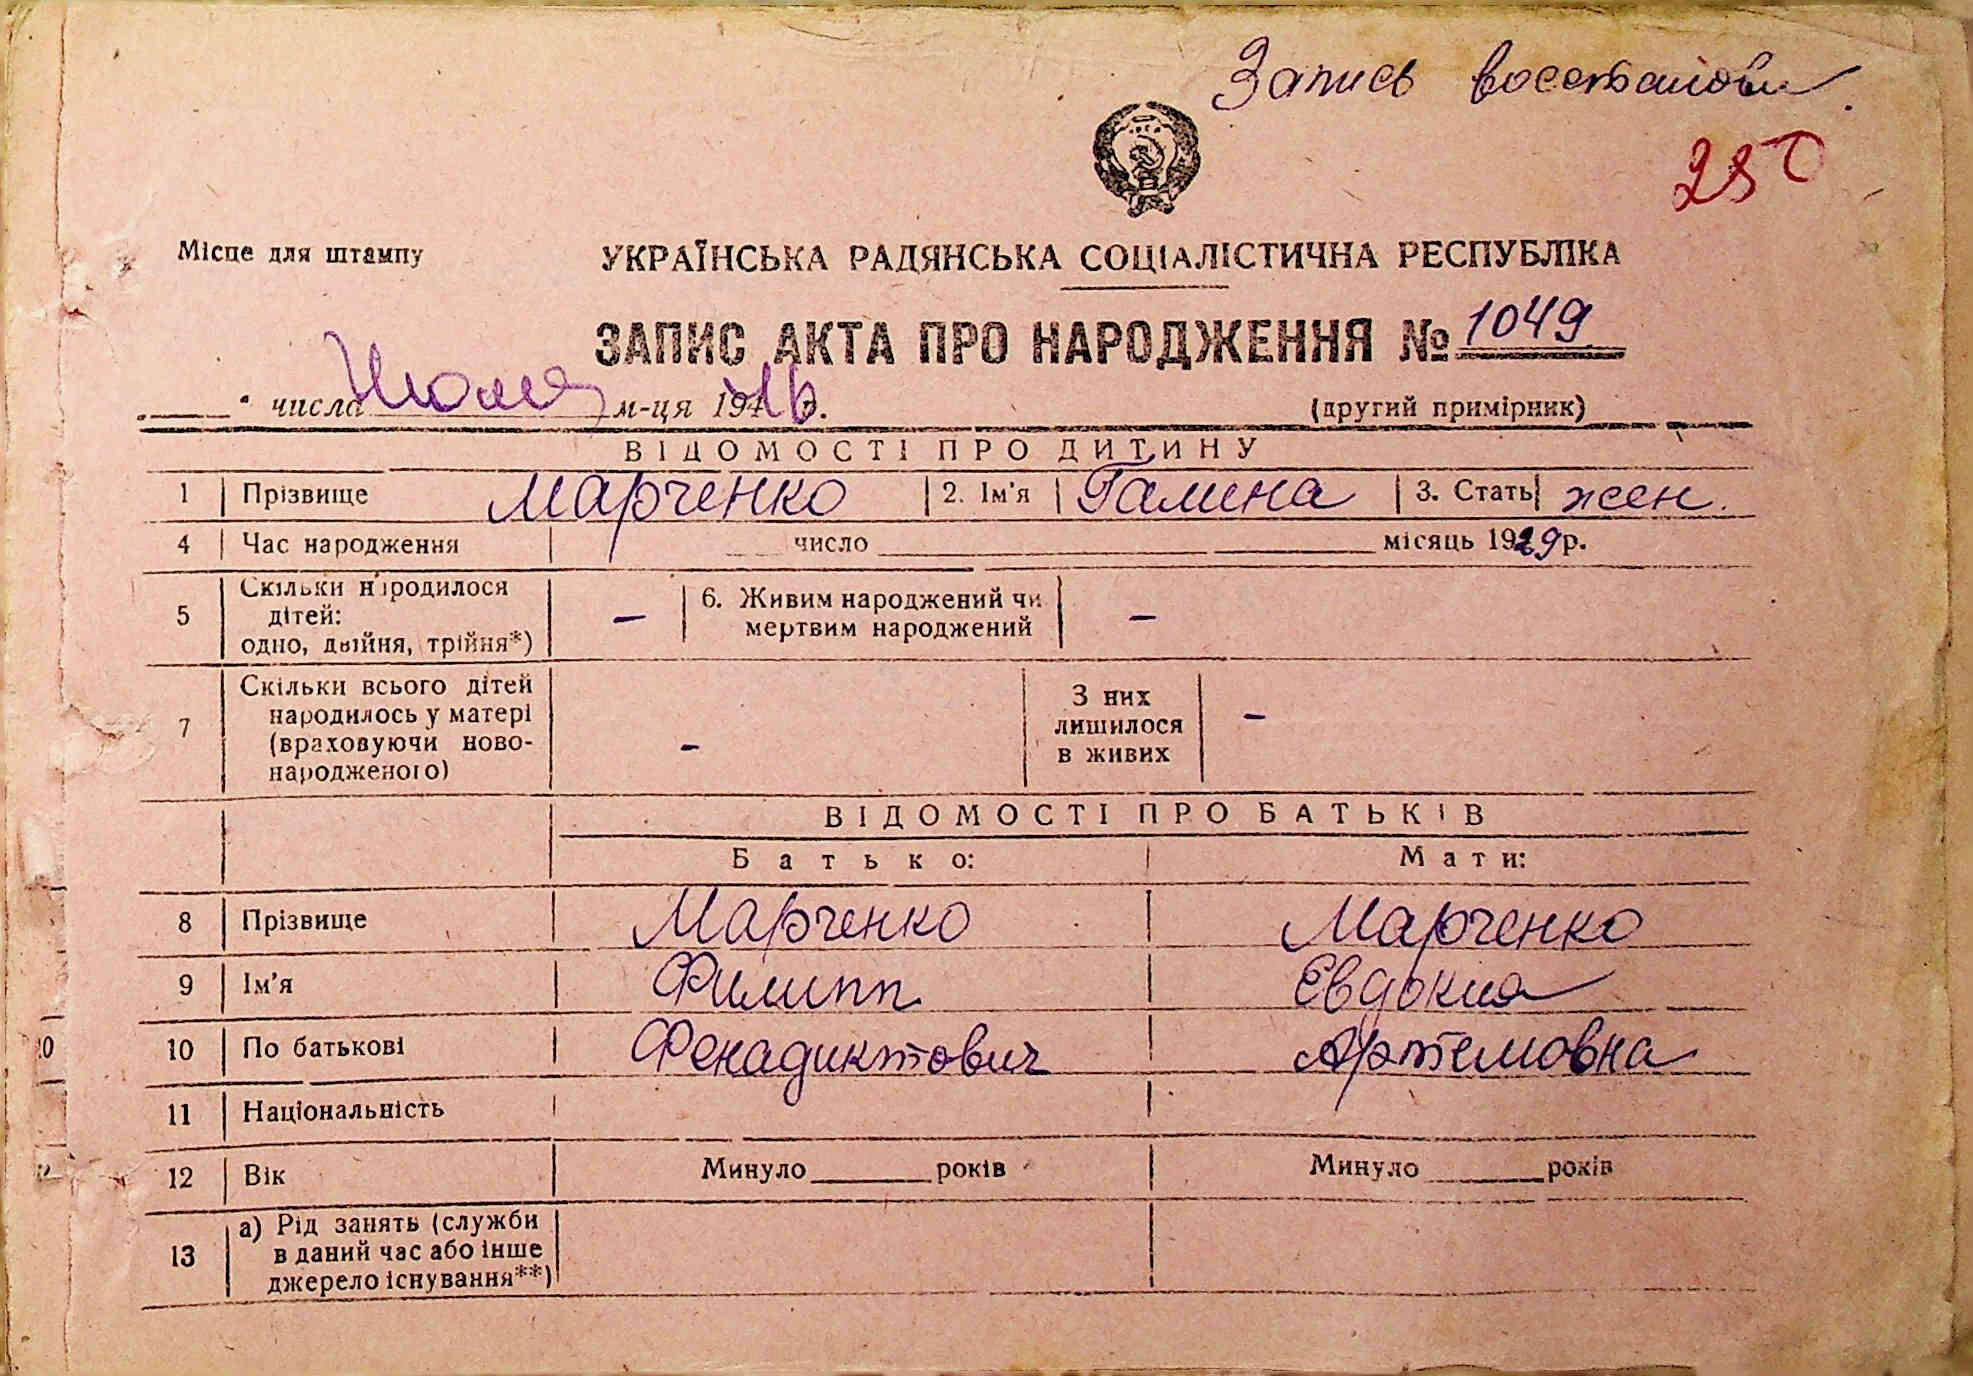 Запись восстановл.
250
Місце для штампу
УКРАЇНСЬКА РАДЯНСЬКА СОЦІАЛІСТИЧНА РЕСПУБЛІКА
ЗАПИС АКТА ПРО НАРОДЖЕННЯ № 1049
числа Июля м-ця 1946 р. (другий примірник)
ВІДОМОСТІ ПРО ДИТИНУ
1 Прізвище Марченко 2. Ім'я Галина 3. Стать жен.
4 Час народження число місяць 1929 р.
5 Скільки народилося дітей: одно, двійня, трійня*) – 6. Живим народжений чи мертвим народжений –
7 Скільки всього дітей народилось у матері (враховуючи ново-народженого) – З них лишилося в живих –
ВІДОМОСТІ ПРО БАТЬКІВ
Батько: Мати:
8 Прізвище Марченко Марченко
9 Ім'я Филипп Евдокия
10 По батькові Фенадиктович Артемовна
11 Національність
12 Вік Минуло років Минуло років
13 а) Рід занять (служби в даний час або інше джерело існування**)